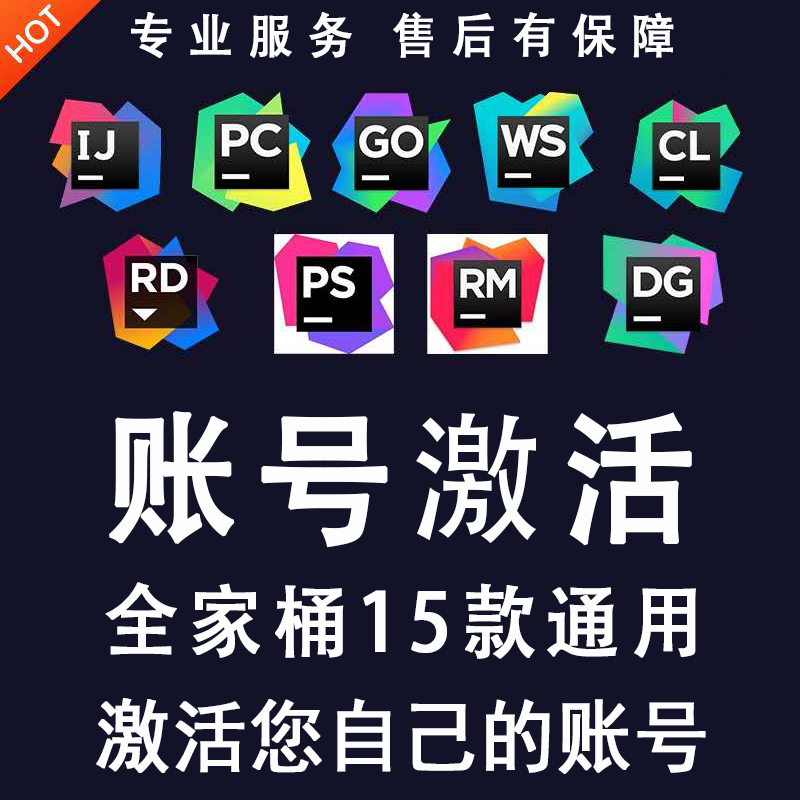 HOT
专业服务 售后有保障
IJ PC GO WS CL
RD PS RM DG
账号激活
全家桶15款通用
激活您自己的账号